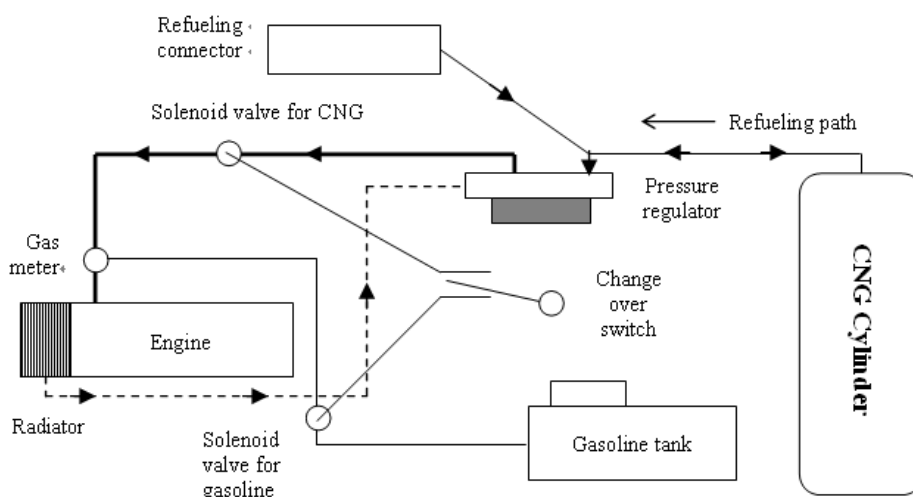 Refueling
connector
Solenoid valve for CNG
Refueling path
Pressure
regulator
Gas
meter
Change
over
switch
CNG Cylinder
Engine
Radiator
Solenoid
valve for
gasoline
Gasoline tank